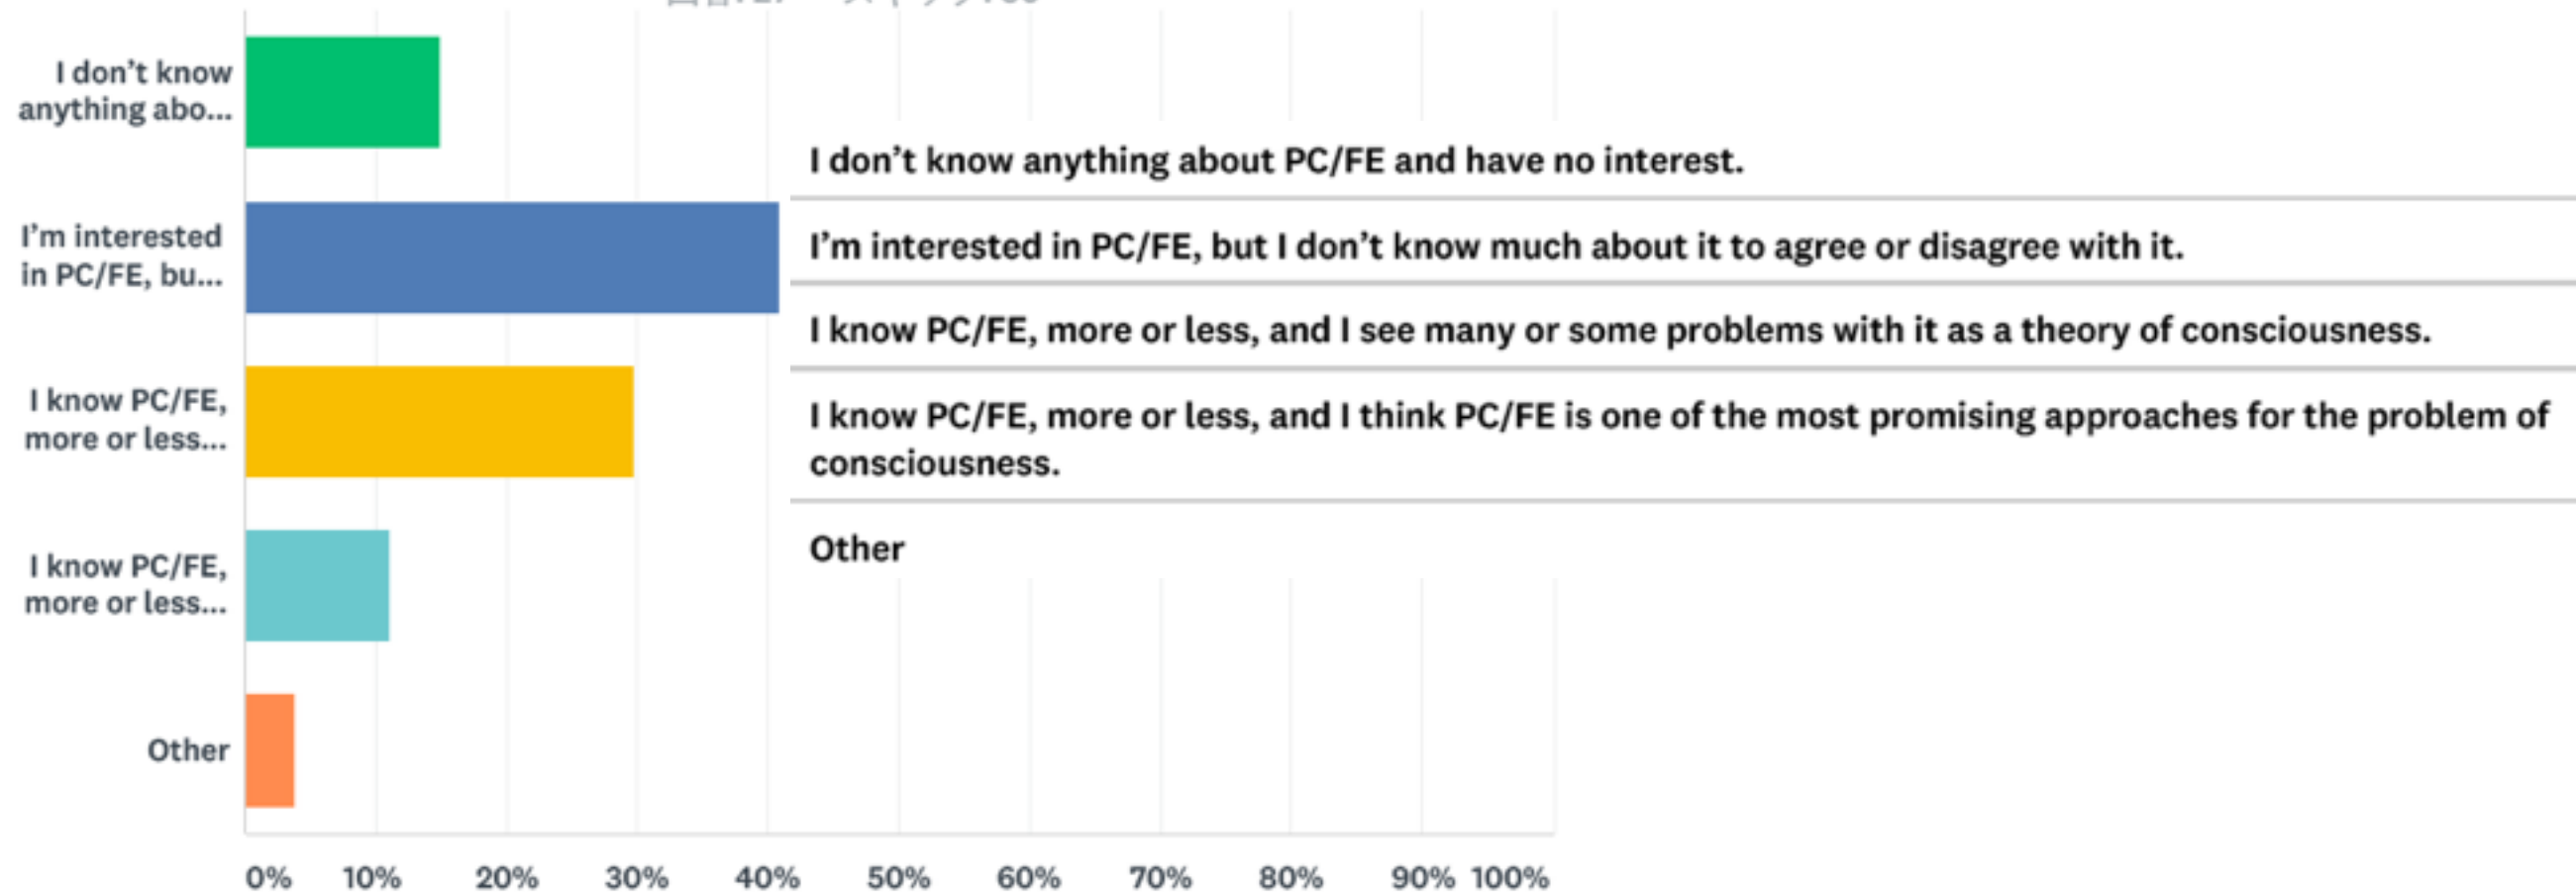 I don't know
anything abo...
I'm interested
in PC/FE, bu...
I know PC/FE,
more or less...
I know PC/FE,
more or less...
Other
I don't know anything about PC/FE and have no interest.
I'm interested in PC/FE, but I don't know much about it to agree or disagree with it.
I know PC/FE, more or less, and I see many or some problems with it as a theory of consciousness.
I know PC/FE, more or less, and I think PC/FE is one of the most promising approaches for the problem of
consciousness.
Other
0% 10% 20% 30% 40% 50% 60% 70% 80% 90% 100%